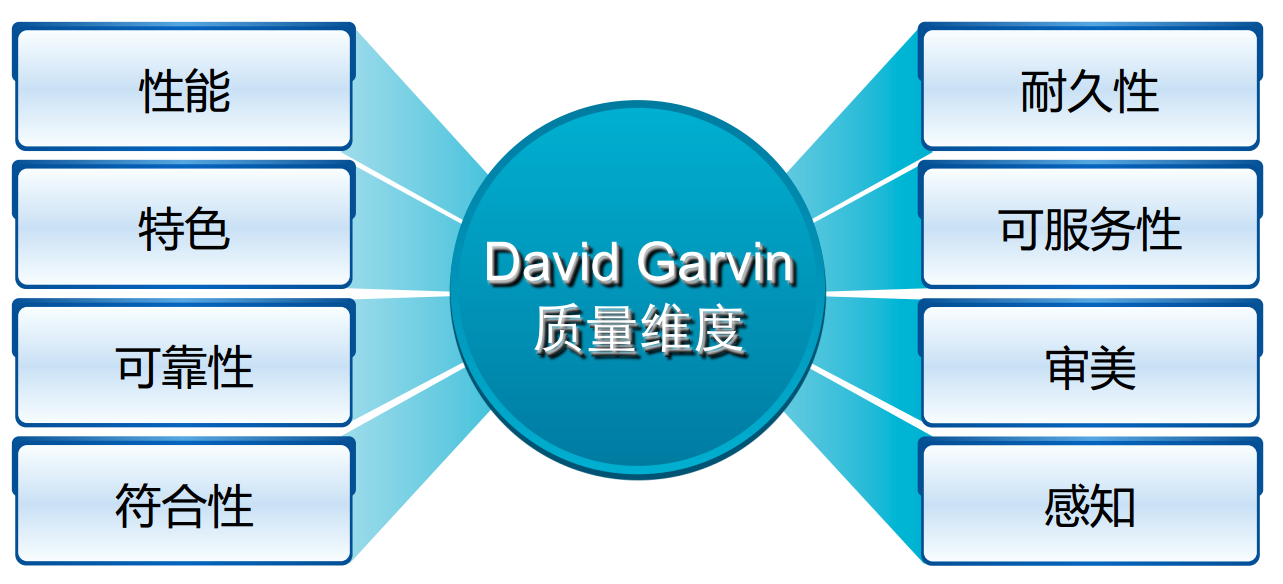 性能
特色
可靠性
符合性
David Garvin
质量维度
耐久性
可服务性
审美
感知